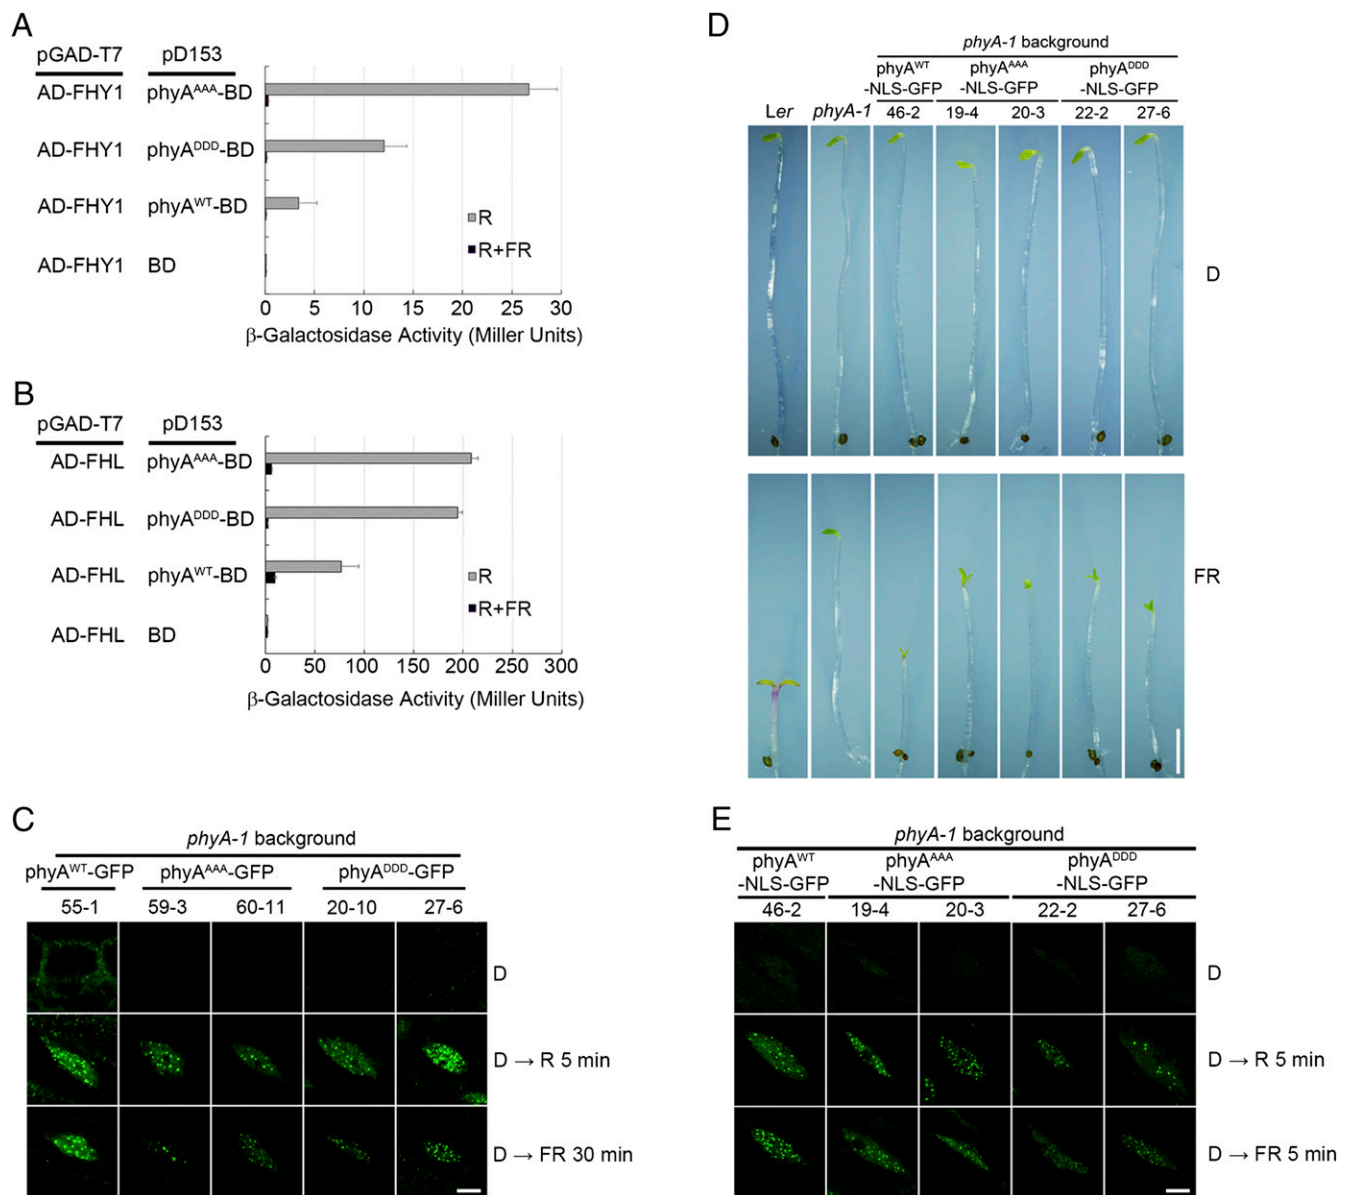 A
pGAD-T7 pD153
AD-FHY1 phyA^AAA-BD
AD-FHY1 phyA^DDD-BD
AD-FHY1 phyA^WT-BD
AD-FHY1 BD
R
R+FR
0 5 10 15 20 25 30
β-Galactosidase Activity (Miller Units)
B
pGAD-T7 pD153
AD-FHL phyA^AAA-BD
AD-FHL phyA^DDD-BD
AD-FHL phyA^WT-BD
AD-FHL BD
R
R+FR
0 50 100 150 200 250 300
β-Galactosidase Activity (Miller Units)
C
phyA-1 background
phyA^WT-GFP phyA^AAA-GFP phyA^DDD-GFP
55-1 59-3 60-11 20-10 27-6
D
D → R 5 min
D → FR 30 min
D
phyA-1 background
phyA^WT phyA^AAA phyA^DDD
-NLS-GFP -NLS-GFP -NLS-GFP
Ler phyA-1 46-2 19-4 20-3 22-2 27-6
D
FR
E
phyA-1 background
phyA^WT phyA^AAA phyA^DDD
-NLS-GFP -NLS-GFP -NLS-GFP
46-2 19-4 20-3 22-2 27-6
D
D → R 5 min
D → FR 5 min